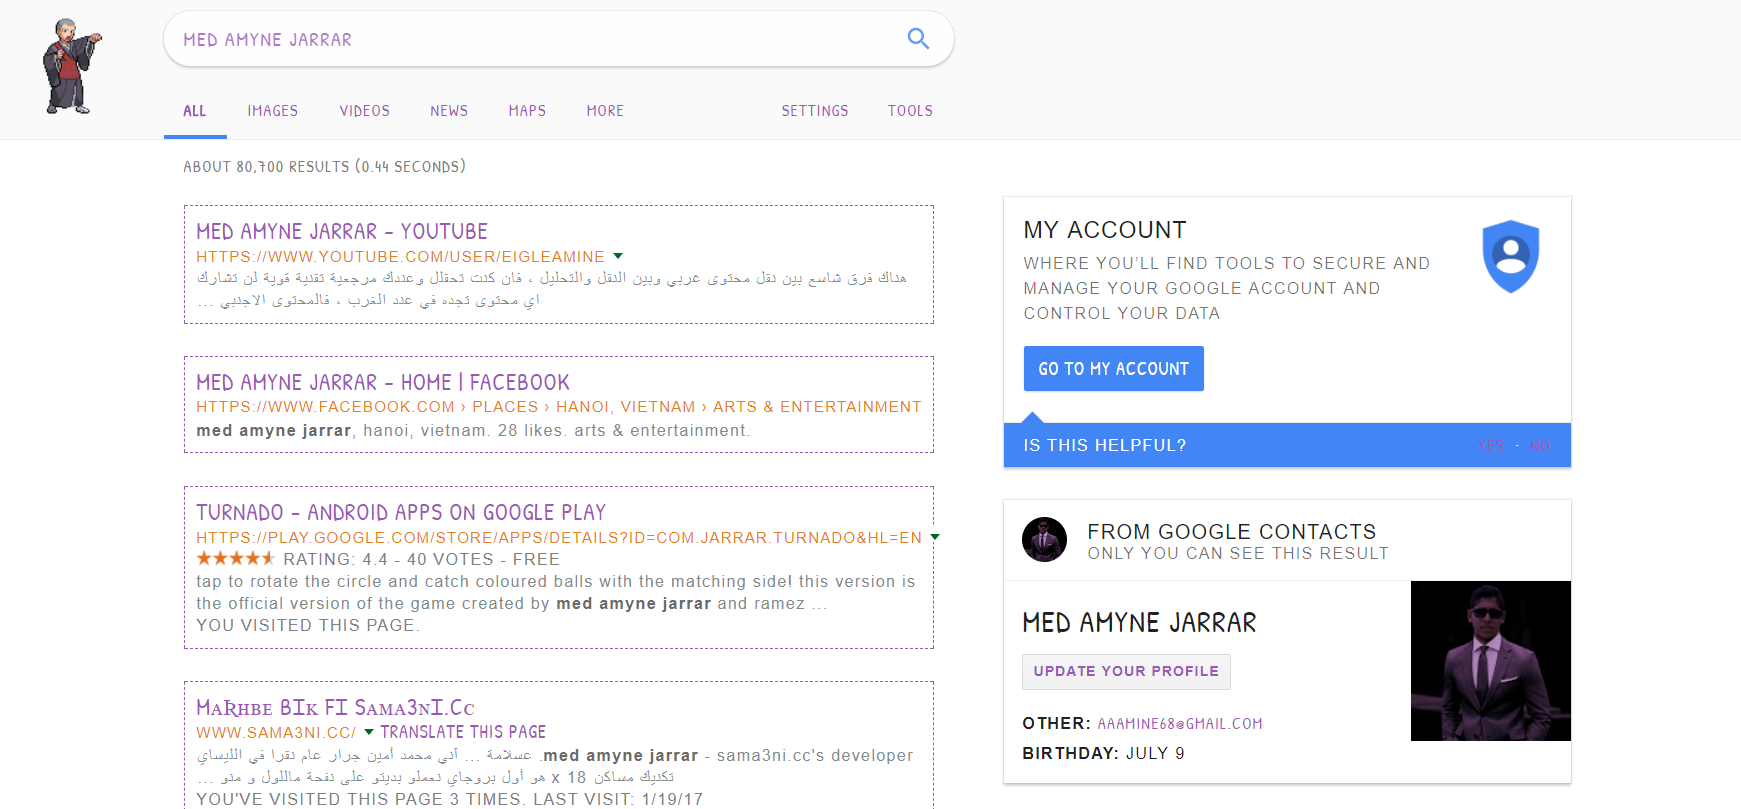 MED AMYNE JARRAR
ALL IMAGES VIDEOS NEWS MAPS MORE SETTINGS TOOLS
ABOUT 80,700 RESULTS (0.44 SECONDS)
MED AMYNE JARRAR - YOUTUBE
HTTPS://WWW.YOUTUBE.COM/USER/EIGLEAMINE
هناك فرق شاسع بين نقل محتوى غربي وبين النقل والتحليل ، فان كنت تحقلل وعندك مرجعية تقنية قوية لن تشارك
اي محتوى تجده في عند الغرب ، فالمحتوى الاجنبي ...
MED AMYNE JARRAR - HOME | FACEBOOK
HTTPS://WWW.FACEBOOK.COM › PLACES › HANOI, VIETNAM › ARTS & ENTERTAINMENT
med amyne jarrar, hanoi, vietnam. 28 likes. arts & entertainment.
TURNADO - ANDROID APPS ON GOOGLE PLAY
HTTPS://PLAY.GOOGLE.COM/STORE/APPS/DETAILS?ID=COM.JARRAR.TURNADO&HL=EN
RATING: 4.4 - 40 VOTES - FREE
tap to rotate the circle and catch coloured balls with the matching side! this version is
the official version of the game created by med amyne jarrar and ramez ...
YOU VISITED THIS PAGE.
MaRhbe BIk FI Sama3nI.Cc
WWW.SAMA3NI.CC/ TRANSLATE THIS PAGE
عسلامة ... آني محمد أمين جرار عام نقرا في الليساي. med amyne jarrar - sama3ni.cc's developer
تكديك مساكن 18 x هو أول بروجاي نعملو بديتو على نفحة ماللول و منو ...
YOU'VE VISITED THIS PAGE 3 TIMES. LAST VISIT: 1/19/17
MY ACCOUNT
WHERE YOU'LL FIND TOOLS TO SECURE AND
MANAGE YOUR GOOGLE ACCOUNT AND
CONTROL YOUR DATA
GO TO MY ACCOUNT
IS THIS HELPFUL? YES · NO
FROM GOOGLE CONTACTS
ONLY YOU CAN SEE THIS RESULT
MED AMYNE JARRAR
UPDATE YOUR PROFILE
OTHER: AAAMINE68@GMAIL.COM
BIRTHDAY: JULY 9